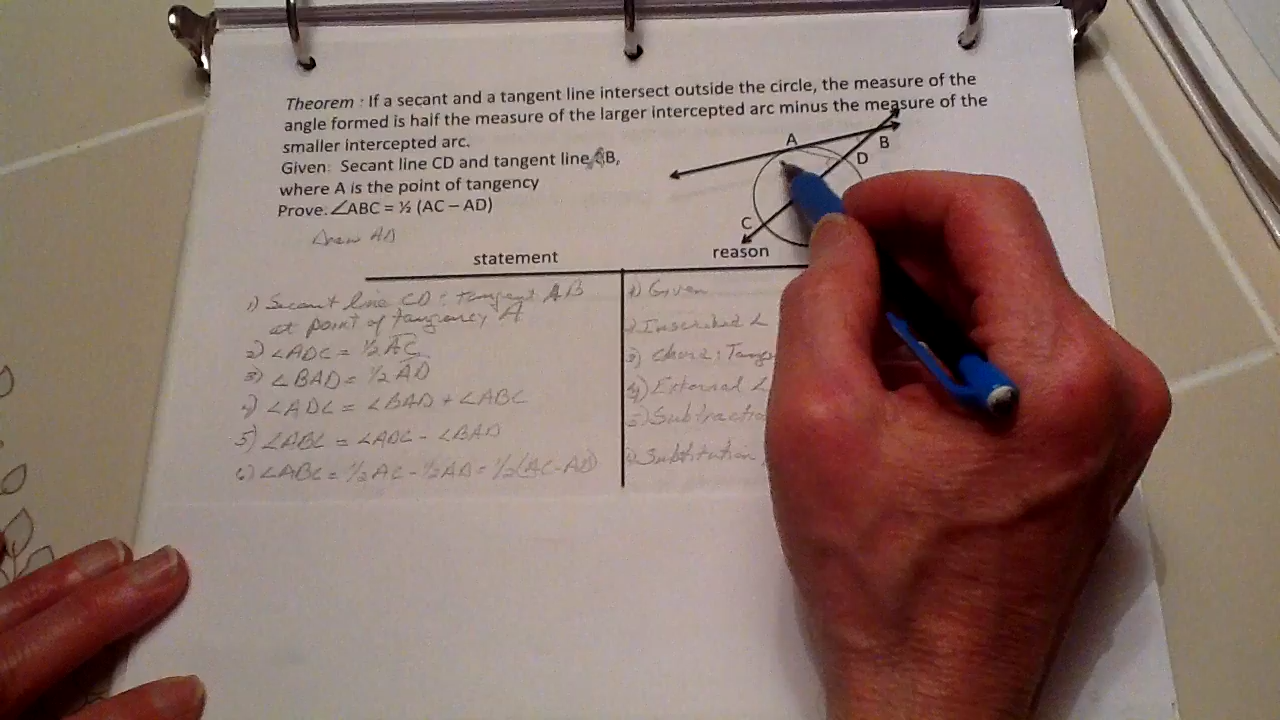 Theorem : If a secant and a tangent line intersect outside the circle, the measure of the
angle formed is half the measure of the larger intercepted arc minus the measure of the
smaller intercepted arc.
Given: Secant line CD and tangent line AB,
where A is the point of tangency
Prove: ∠ABC = ½ (AC – AD)
Draw AD
A
B
D
C
statement
reason
1) Secant line CD ; tangent AB
at point of tangency A
2) ∠ADC = ½ AC
3) ∠BAD = ½ AD
4) ∠ADC = ∠BAD + ∠ABC
5) ∠ABC = ∠ADC - ∠BAD
6) ∠ABC = ½ AC - ½ AD = ½ (AC - AD)
1) Given
2) Inscribed ∠
3) Chord ; Tange
4) External ∠
5) Subtractio
6) Substitution